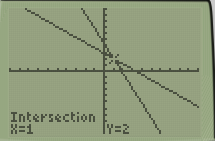 Intersection
X=1 Y=2